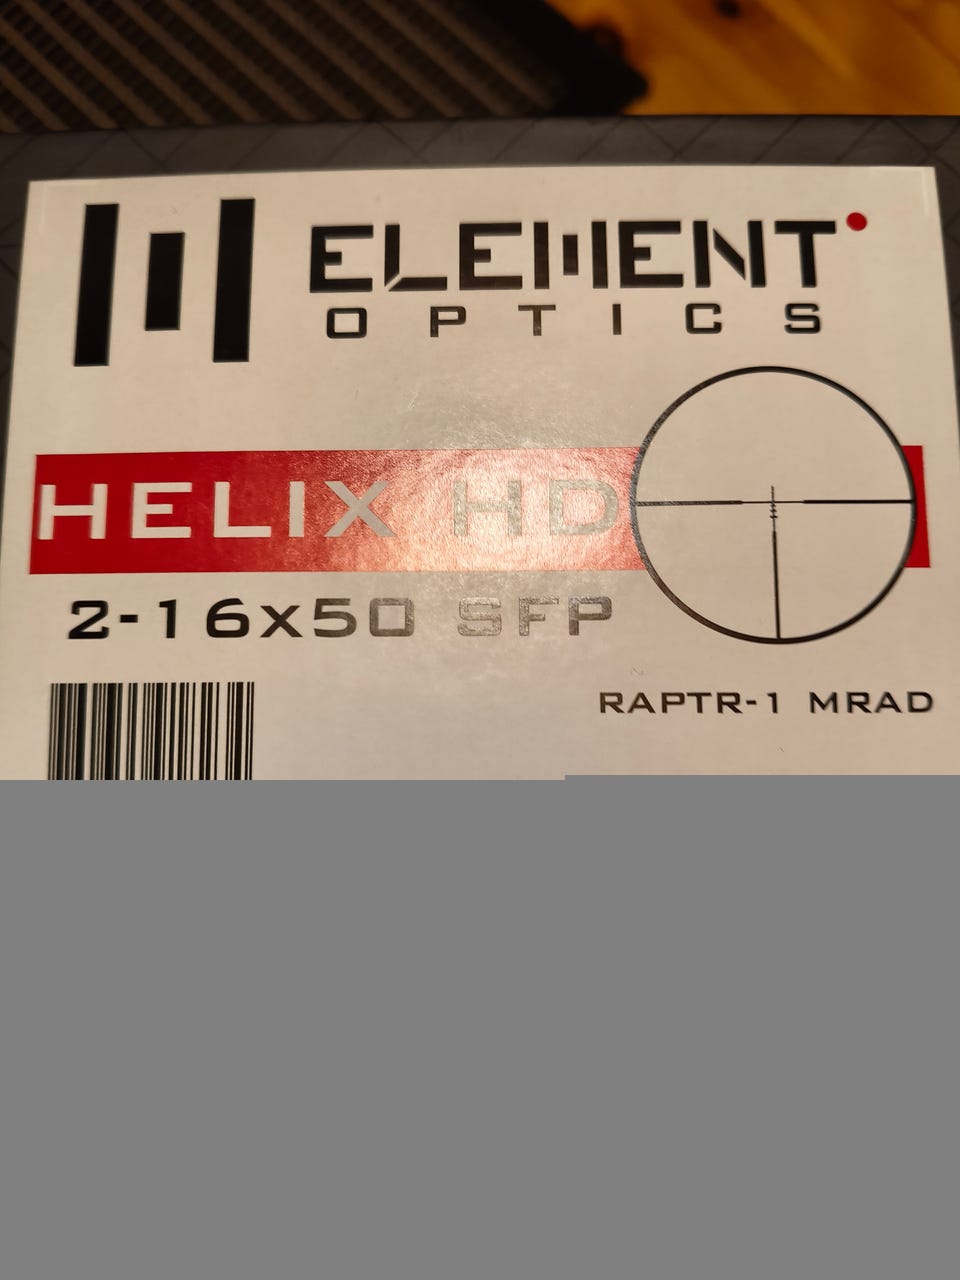 ELEMENT
OPTICS
HELIX HD
2-16x50 SFP
RAPTR-1 MRAD